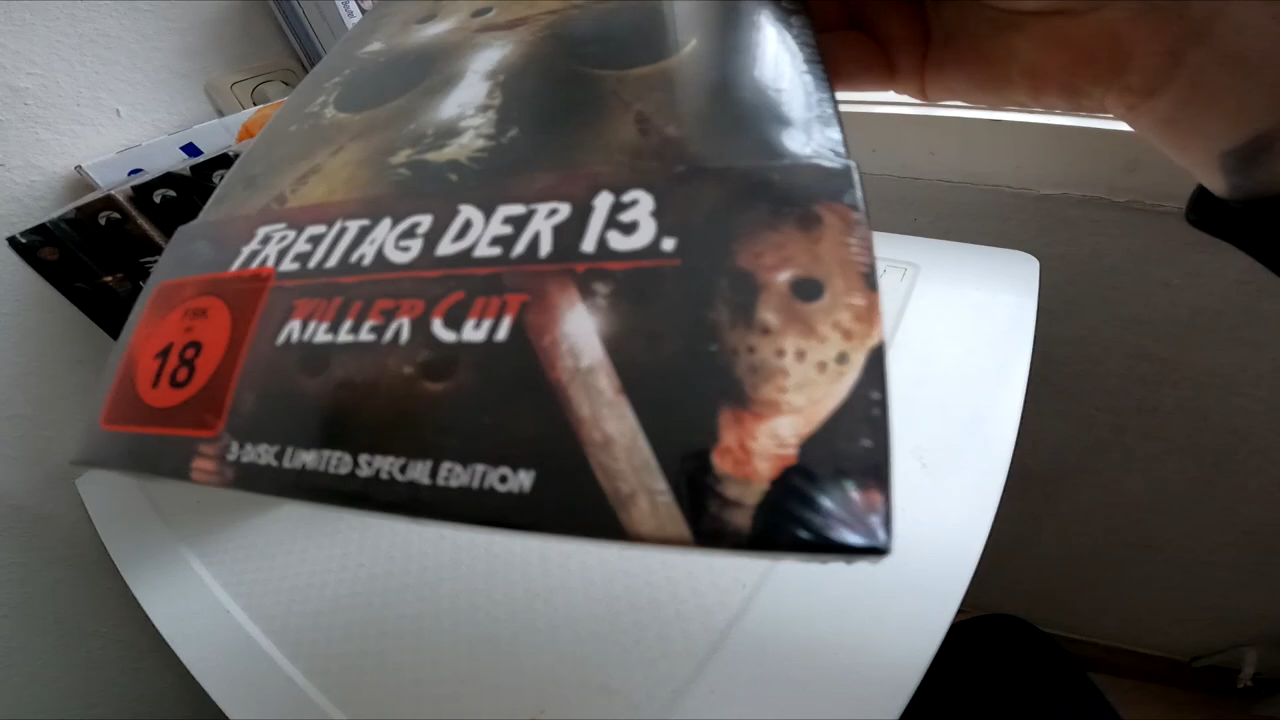 FREITAG DER 13.
KILLER CUT
FSK
18
3-DISC LIMITED SPECIAL EDITION